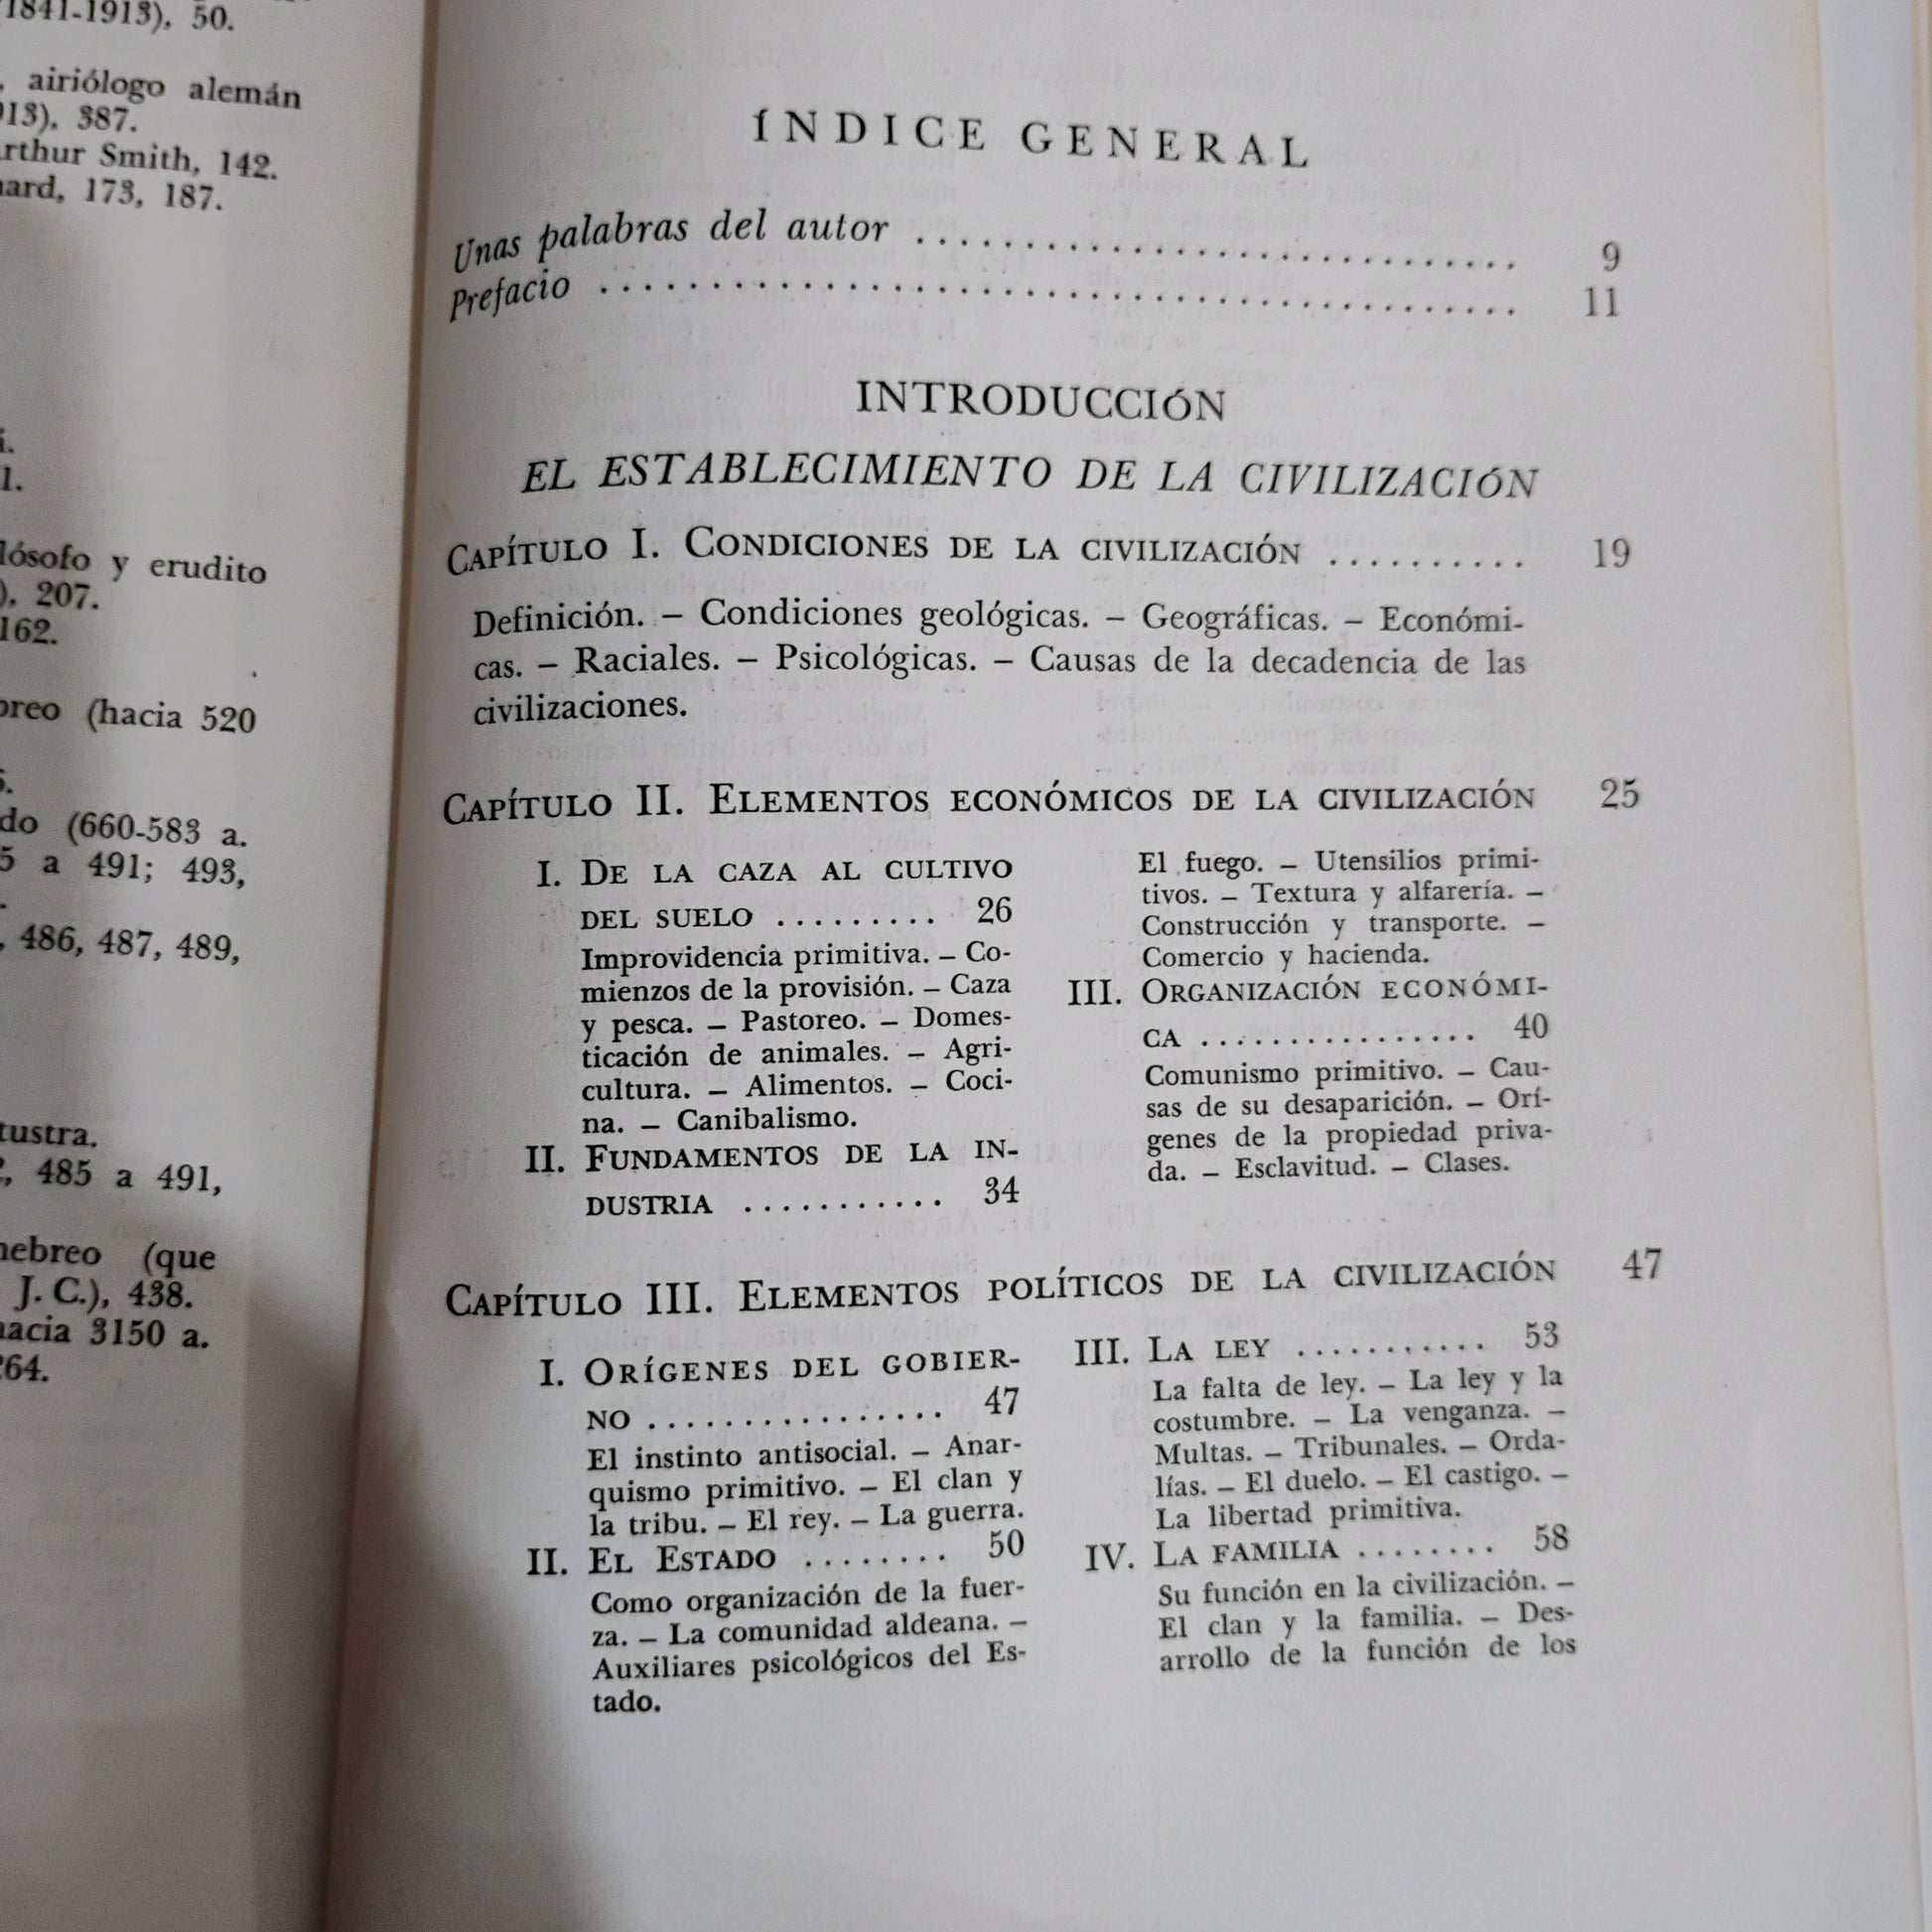 1841-1913), 50.
, airiólogo alemán
913), 387.
Arthur Smith, 142.
173, 187.
1.
filósofo y erudito
), 207.
162.
(hacia 520
(660-583 a.
5 a 491; 493,
, 486, 487, 489,
485 a 491,
hebreo (que
J. C.), 438.
hacia 3150 a.
264.
ÍNDICE GENERAL
Unas palabras del autor .............................. 9
Prefacio ................................ 11
INTRODUCCIÓN
EL ESTABLECIMIENTO DE LA CIVILIZACIÓN
CAPÍTULO I. CONDICIONES DE LA CIVILIZACIÓN .......... 19
Definición. – Condiciones geológicas. – Geográficas. – Económi-
cas. – Raciales. – Psicológicas. – Causas de la decadencia de las
civilizaciones.
CAPÍTULO II. ELEMENTOS ECONÓMICOS DE LA CIVILIZACIÓN 25
I. DE LA CAZA AL CULTIVO
DEL SUELO ......... 26
Improvidencia primitiva. – Co-
mienzos de la provisión. – Caza
y pesca. – Pastoreo. – Domes-
ticación de animales. – Agri-
cultura. – Alimentos. – Coci-
na. – Canibalismo.
II. FUNDAMENTOS DE LA IN-
DUSTRIA ........... 34
El fuego. – Utensilios primi-
tivos. – Textura y alfarería. –
Construcción y transporte. –
Comercio y hacienda.
III. ORGANIZACIÓN ECONÓMI-
CA ................ 40
Comunismo primitivo. – Cau-
sas de su desaparición. – Orí-
genes de la propiedad priva-
da. – Esclavitud. – Clases.
CAPÍTULO III. ELEMENTOS POLÍTICOS DE LA CIVILIZACIÓN 47
I. ORÍGENES DEL GOBIER-
NO ................ 47
El instinto antisocial. – Anar-
quismo primitivo. – El clan y
la tribu. – El rey. – La guerra.
II. EL ESTADO ........ 50
Como organización de la fuer-
za. – La comunidad aldeana. –
Auxiliares psicológicos del Es-
tado.
III. LA LEY ........... 53
La falta de ley. – La ley y la
costumbre. – La venganza. –
Multas. – Tribunales. – Orda-
lías. – El duelo. – El castigo. –
La libertad primitiva.
IV. LA FAMILIA ........ 58
Su función en la civilización. –
El clan y la familia. – Des-
arrollo de la función de los